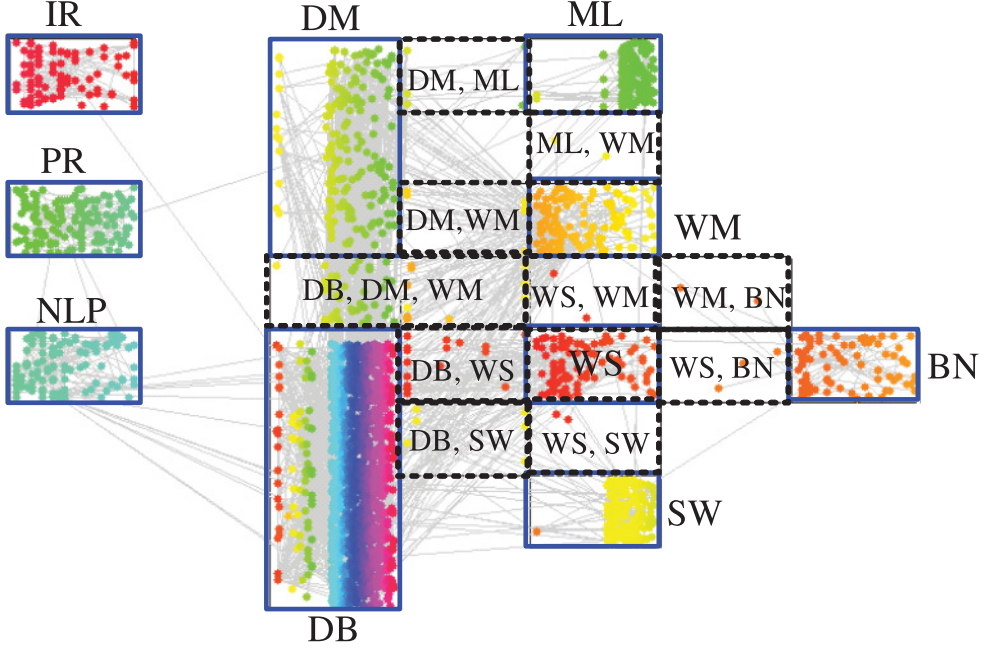 IR
DM
ML
DM, ML
ML, WM
PR
DM,WM
WM
DB, DM, WM
WS, WM
WM, BN
NLP
DB, WS
WS
WS, BN
BN
DB, SW
WS, SW
SW
DB